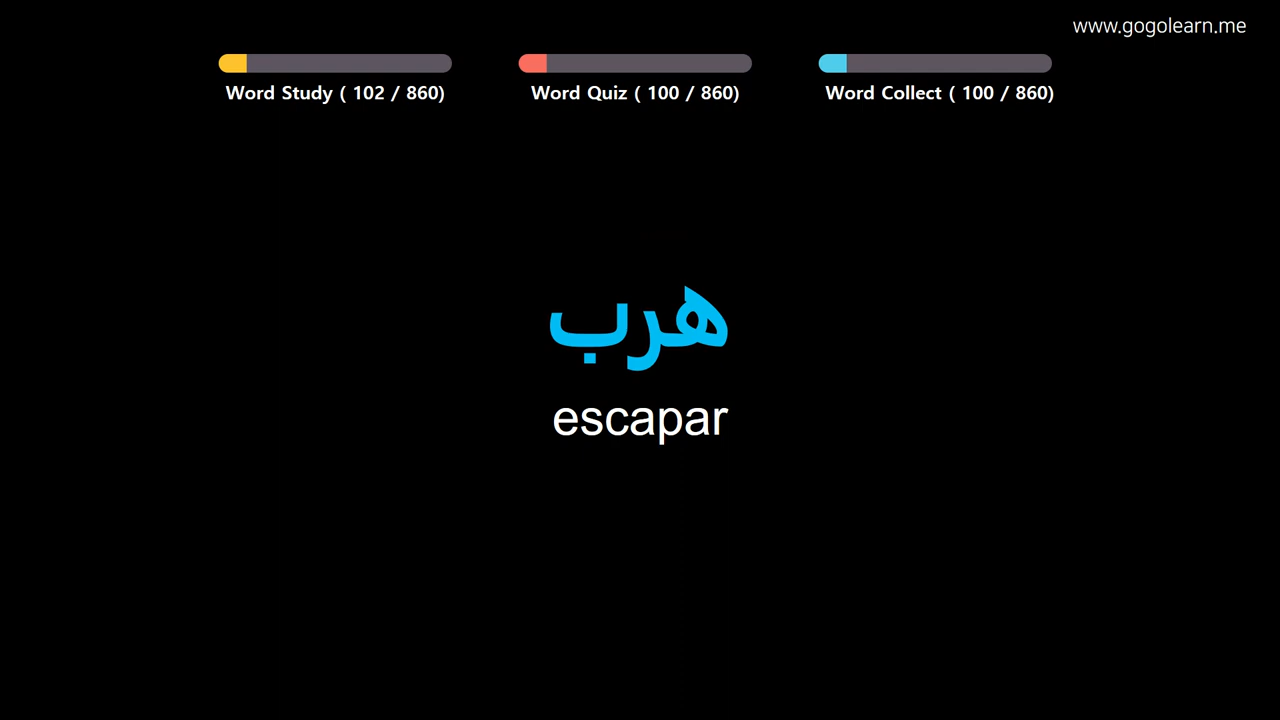 www.gogolearn.me
Word Study ( 102 / 860)
Word Quiz ( 100 / 860)
Word Collect ( 100 / 860)
هرب
escapar